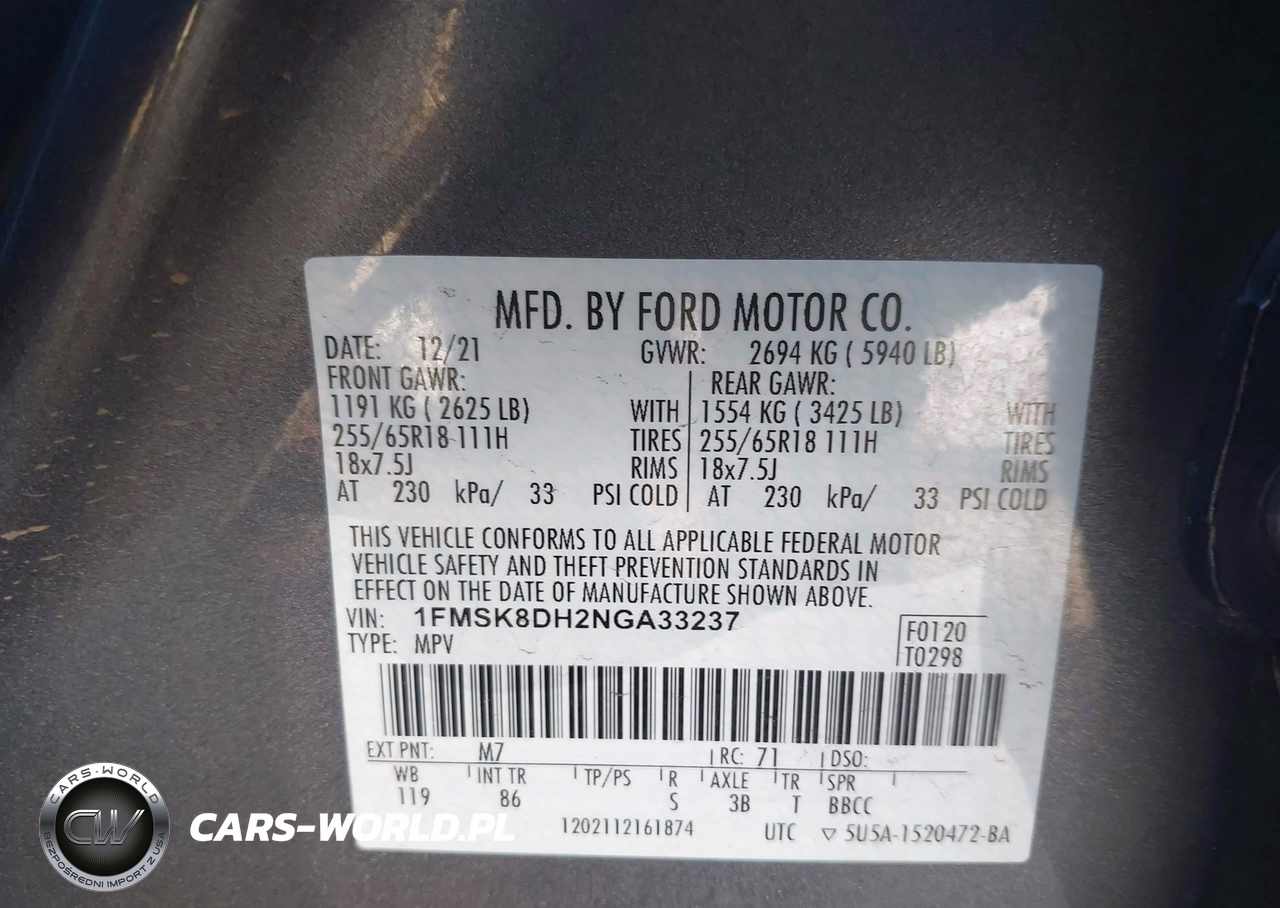 MFD. BY FORD MOTOR CO.
DATE: 12/21 GVWR: 2694 KG ( 5940 LB)
FRONT GAWR: REAR GAWR:
1191 KG ( 2625 LB) WITH 1554 KG ( 3425 LB) WITH
255/65R18 111H TIRES 255/65R18 111H TIRES
18x7.5J RIMS 18x7.5J RIMS
AT 230 kPa/ 33 PSI COLD AT 230 kPa/ 33 PSI COLD
THIS VEHICLE CONFORMS TO ALL APPLICABLE FEDERAL MOTOR
VEHICLE SAFETY AND THEFT PREVENTION STANDARDS IN
EFFECT ON THE DATE OF MANUFACTURE SHOWN ABOVE.
VIN: 1FMSK8DH2NGA33237
TYPE: MPV
F0120
T0298
EXT PNT: M7 RC: 71 DSO:
WB INT TR TP/PS R AXLE TR SPR
119 86 S 3B T BBCC
1202112161874 UTC ▽ 5U5A-1520472-BA
CARS-WORLD
CW
BEZPOŚREDNI IMPORT Z USA
CARS-WORLD.PL